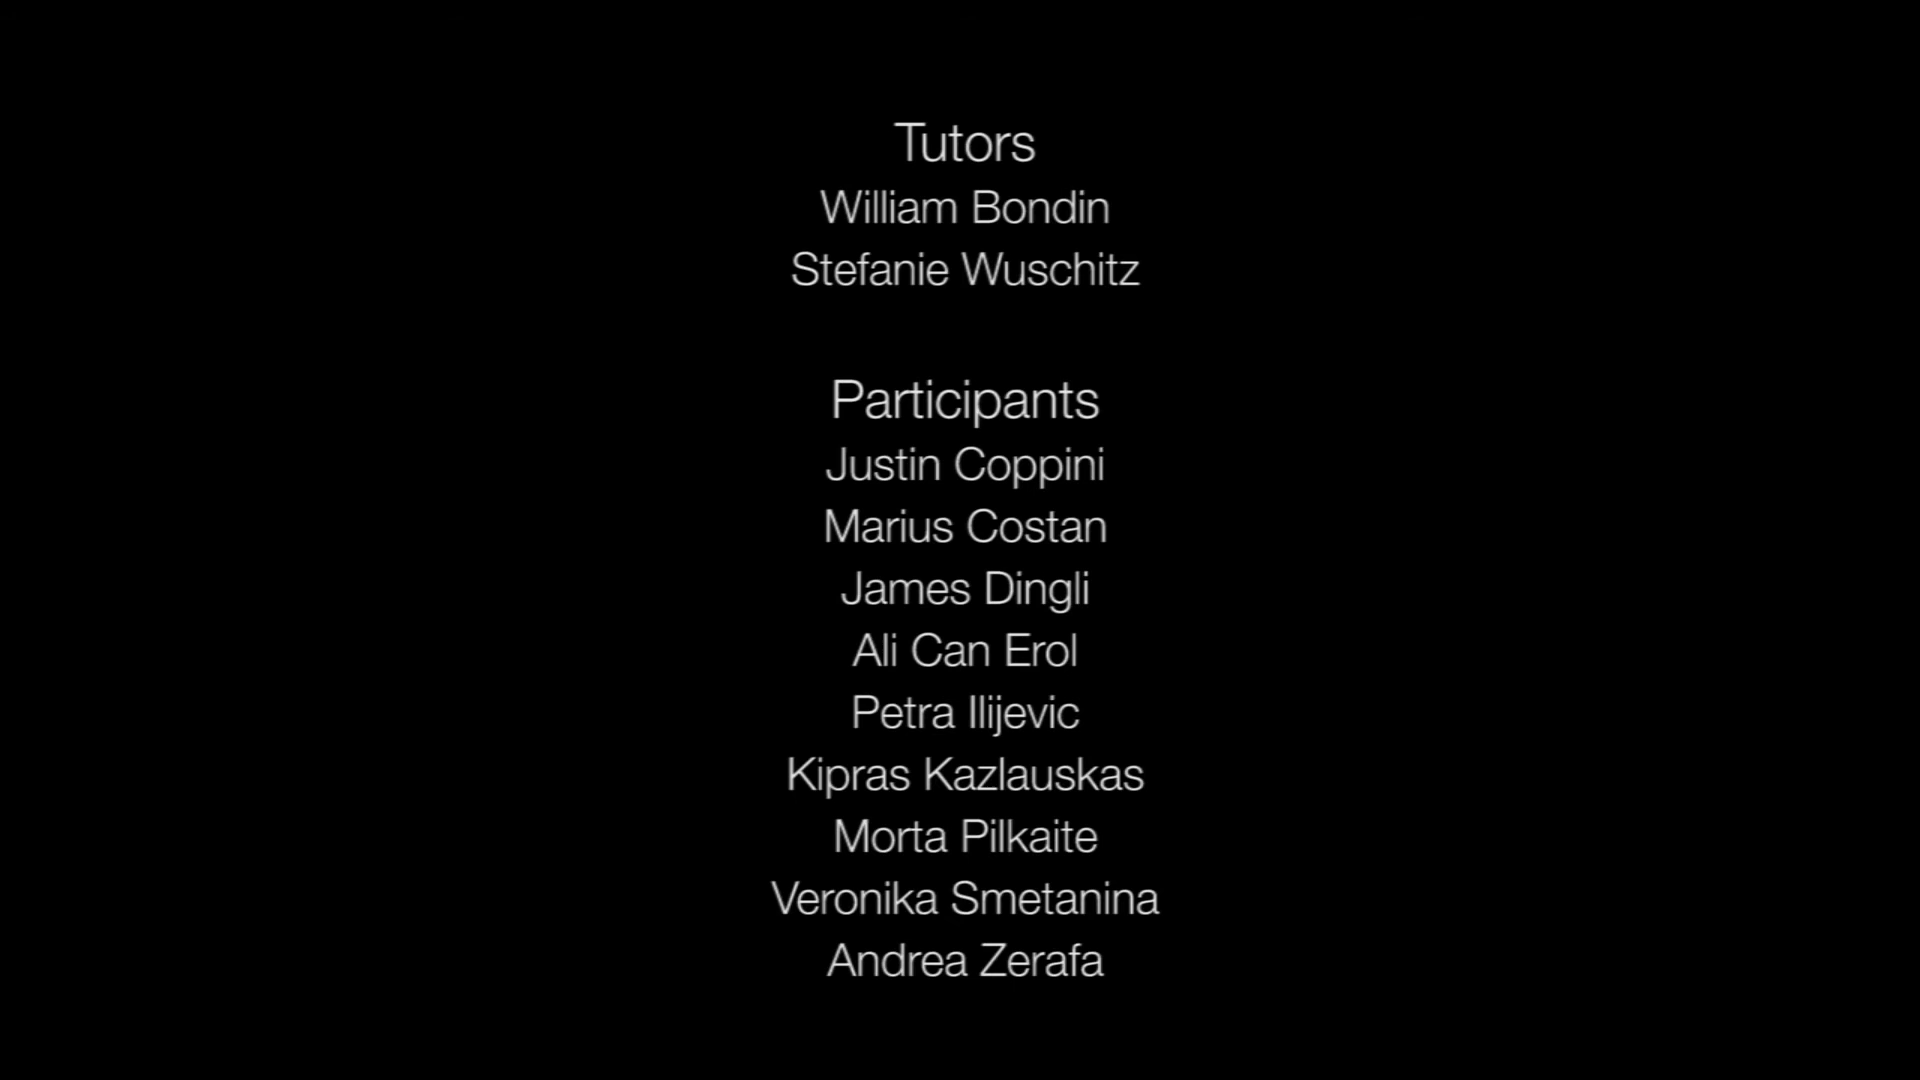 Tutors
William Bondin
Stefanie Wuschitz
Participants
Justin Coppini
Marius Costan
James Dingli
Ali Can Erol
Petra Ilijevic
Kipras Kazlauskas
Morta Pilkaite
Veronika Smetanina
Andrea Zerafa